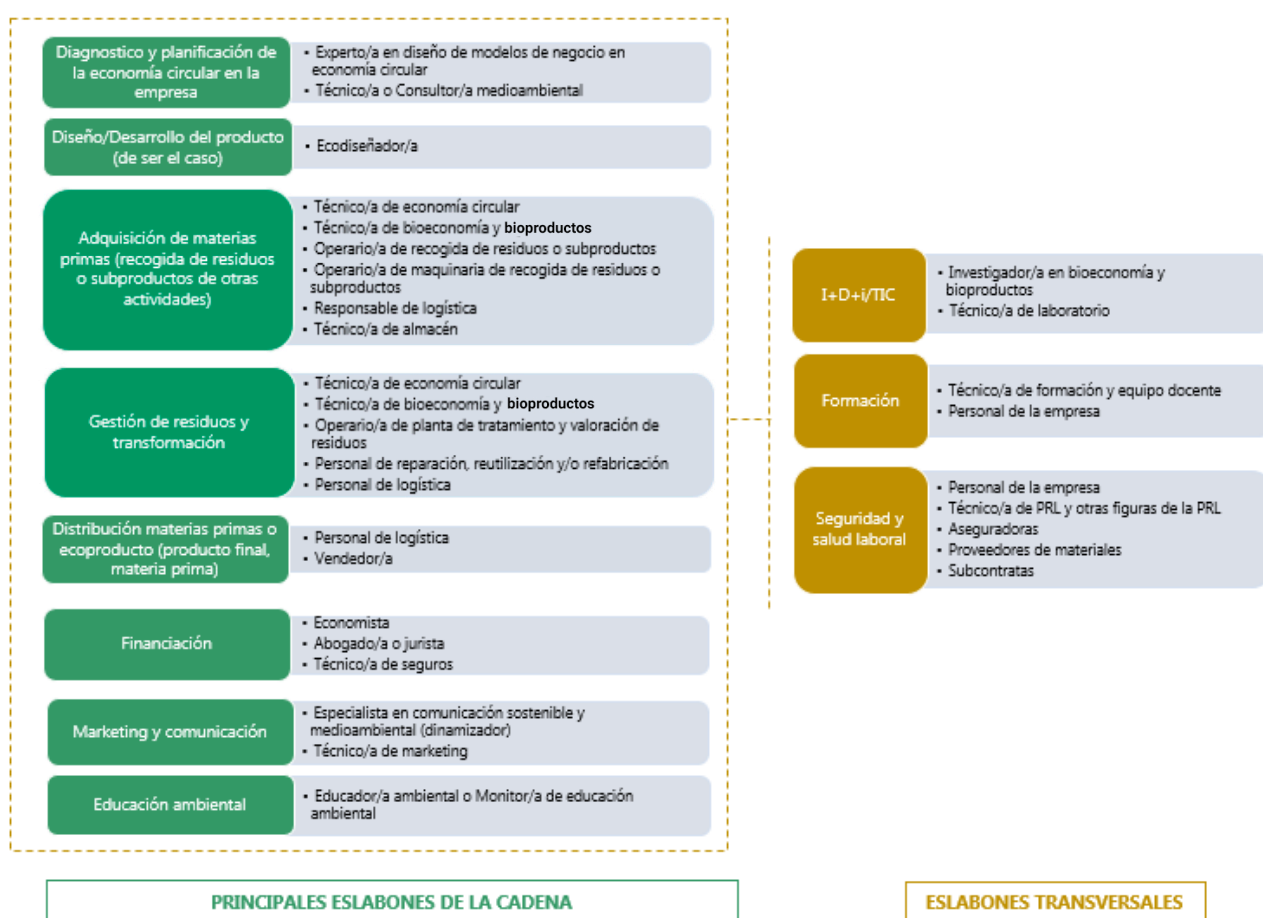 Diagnostico y planificación de
la economía circular en la
empresa
• Experto/a en diseño de modelos de negocio en
economía circular
• Técnico/a o Consultor/a medioambiental
Diseño/Desarrollo del producto
(de ser el caso)
• Ecodiseñador/a
Adquisición de materias
primas (recogida de residuos
o subproductos de otras
actividades)
• Técnico/a de economía circular
• Técnico/a de bioeconomía y bioproductos
• Operario/a de recogida de residuos o subproductos
• Operario/a de maquinaria de recogida de residuos o
subproductos
• Responsable de logística
• Técnico/a de almacén
Gestión de residuos y
transformación
• Técnico/a de economía circular
• Técnico/a de bioeconomía y bioproductos
• Operario/a de planta de tratamiento y valoración de
residuos
• Personal de reparación, reutilización y/o refabricación
• Personal de logística
Distribución materias primas o
ecoproducto (producto final,
materia prima)
• Personal de logística
• Vendedor/a
Financiación
• Economista
• Abogado/a o jurista
• Técnico/a de seguros
Marketing y comunicación
• Especialista en comunicación sostenible y
medioambiental (dinamizador)
• Técnico/a de marketing
Educación ambiental
• Educador/a ambiental o Monitor/a de educación
ambiental
PRINCIPALES ESLABONES DE LA CADENA
I+D+i/TIC
• Investigador/a en bioeconomía y
bioproductos
• Técnico/a de laboratorio
Formación
• Técnico/a de formación y equipo docente
• Personal de la empresa
Seguridad y
salud laboral
• Personal de la empresa
• Técnico/a de PRL y otras figuras de la PRL
• Aseguradoras
• Proveedores de materiales
• Subcontratas
ESLABONES TRANSVERSALES